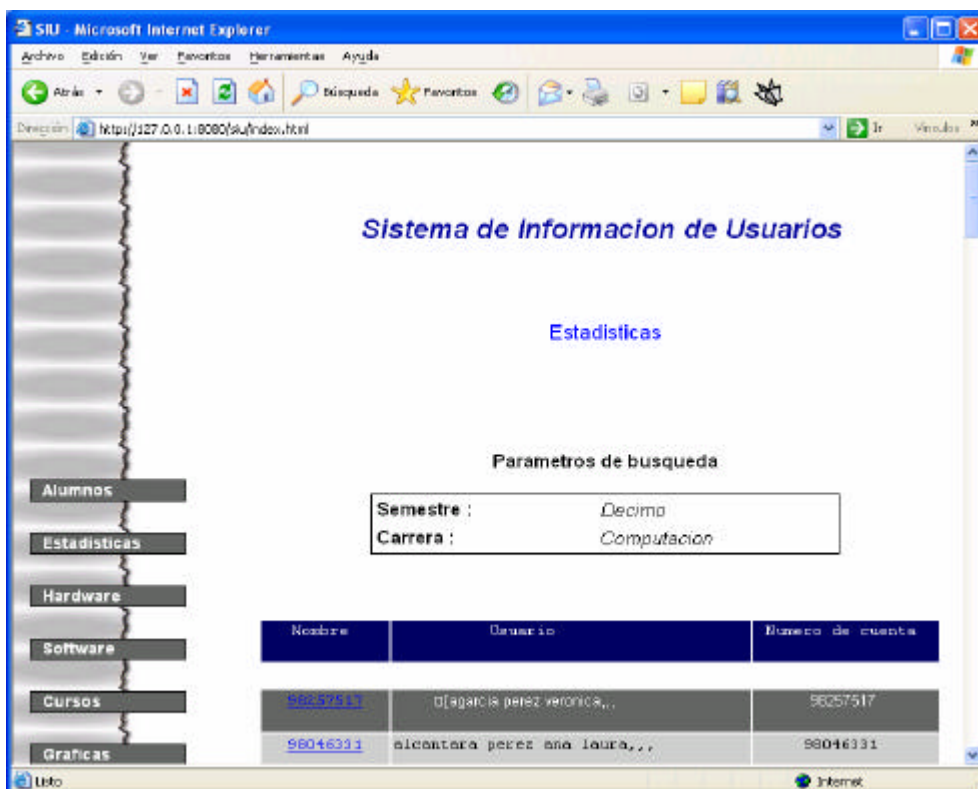 SIU - Microsoft Internet Explorer
Archivo Edición Ver Favoritos Herramientas Ayuda
Atrás Búsqueda Favoritos
Dirección http://127.0.0.1:8080/siu/index.html Ir Vínculos
Sistema de Informacion de Usuarios
Estadisticas
Parametros de busqueda
Semestre : Decimo
Carrera : Computacion
Alumnos
Estadisticas
Hardware
Software
Cursos
Graficas
Nombre Usuario Numero de cuenta
98257517 garcia perez veronica,,, 98257517
98046331 alcantara perez ana laura,,, 98046331
Listo Internet